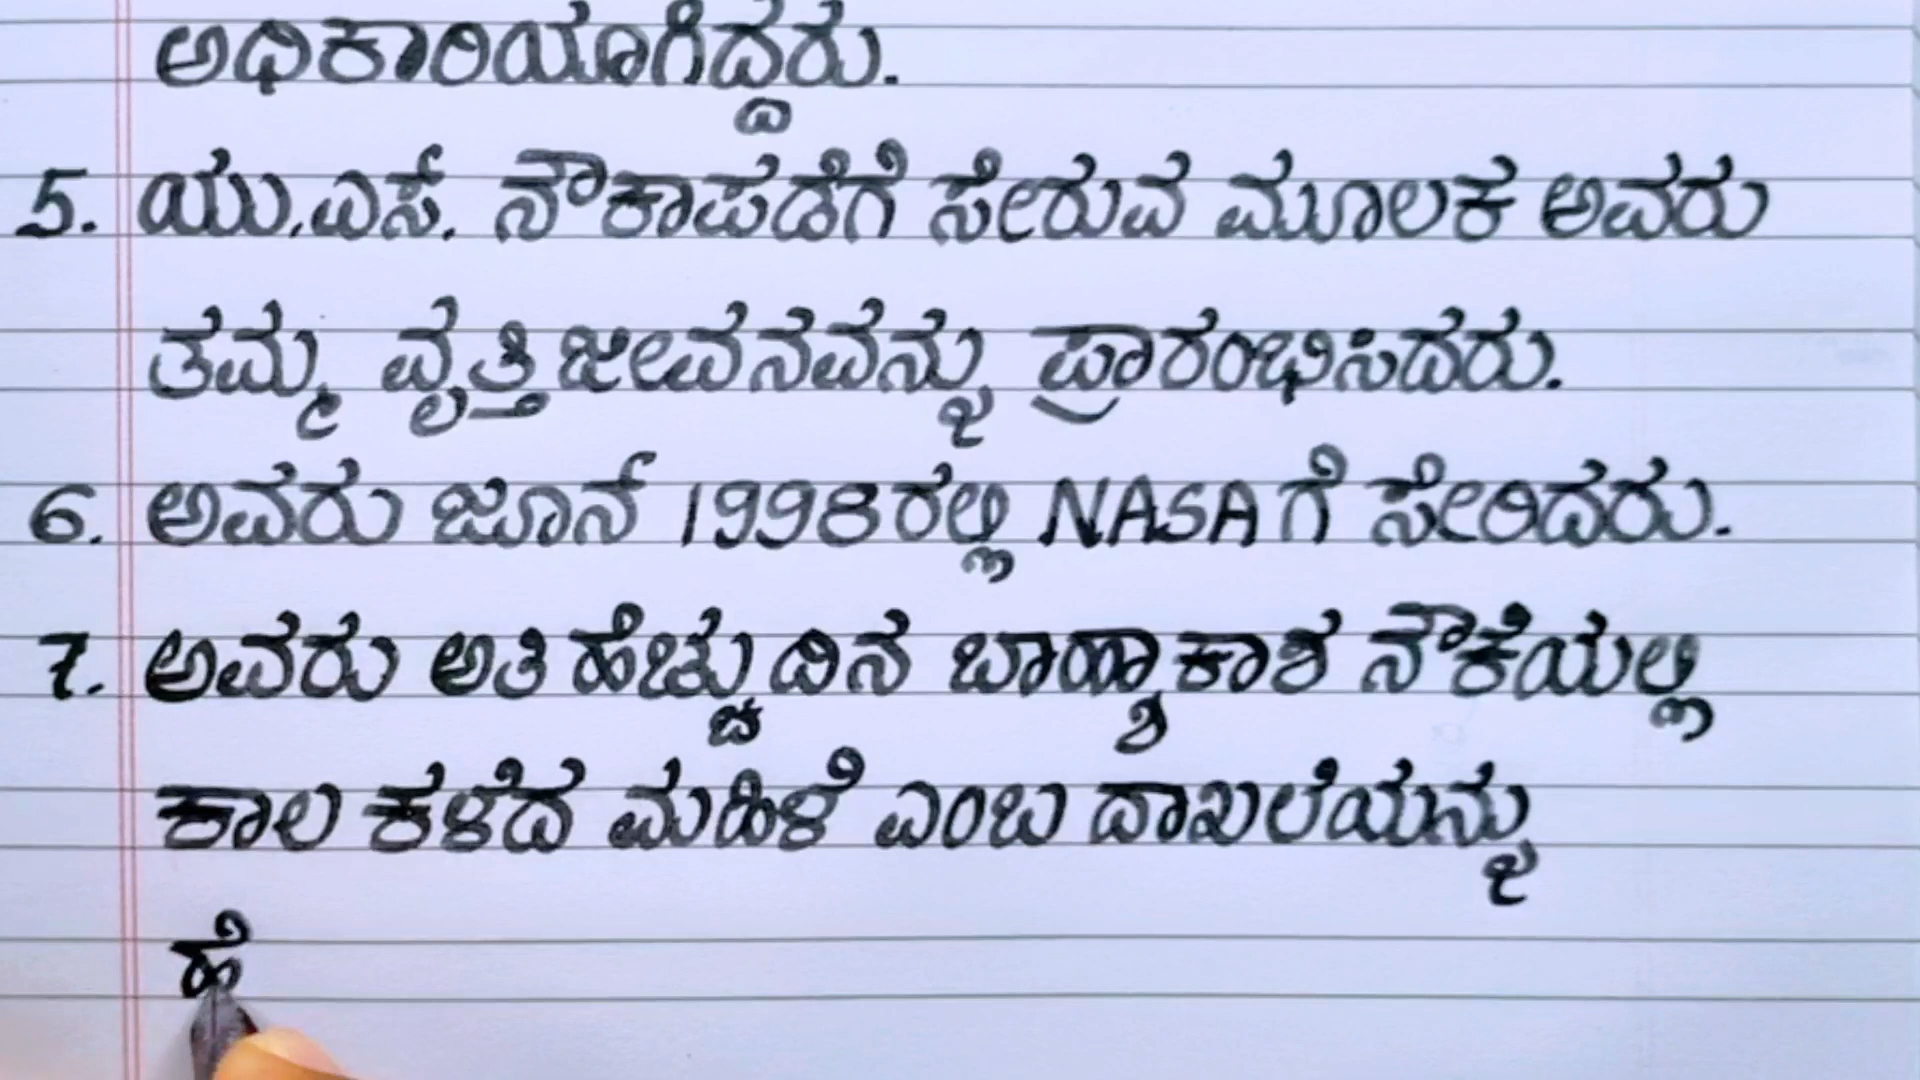 ಅಧಿಕಾರಿಯಾಗಿದ್ದರು.
5. ಯು.ಎಸ್. ನೌಕಾಪಡೆಗೆ ಸೇರುವ ಮೂಲಕ ಅವರು
ತಮ್ಮ ವೃತ್ತಿಜೀವನವನ್ನು ಪ್ರಾರಂಭಿಸಿದರು.
6. ಅವರು ಜೂನ್ 1998ರಲ್ಲಿ NASAಗೆ ಸೇರಿದರು.
7. ಅವರು ಅತಿ ಹೆಚ್ಚು ದಿನ ಬಾಹ್ಯಾಕಾಶ ನೌಕೆಯಲ್ಲಿ
ಕಾಲ ಕಳೆದ ಮಹಿಳೆ ಎಂಬ ದಾಖಲೆಯನ್ನು
ಹೆ